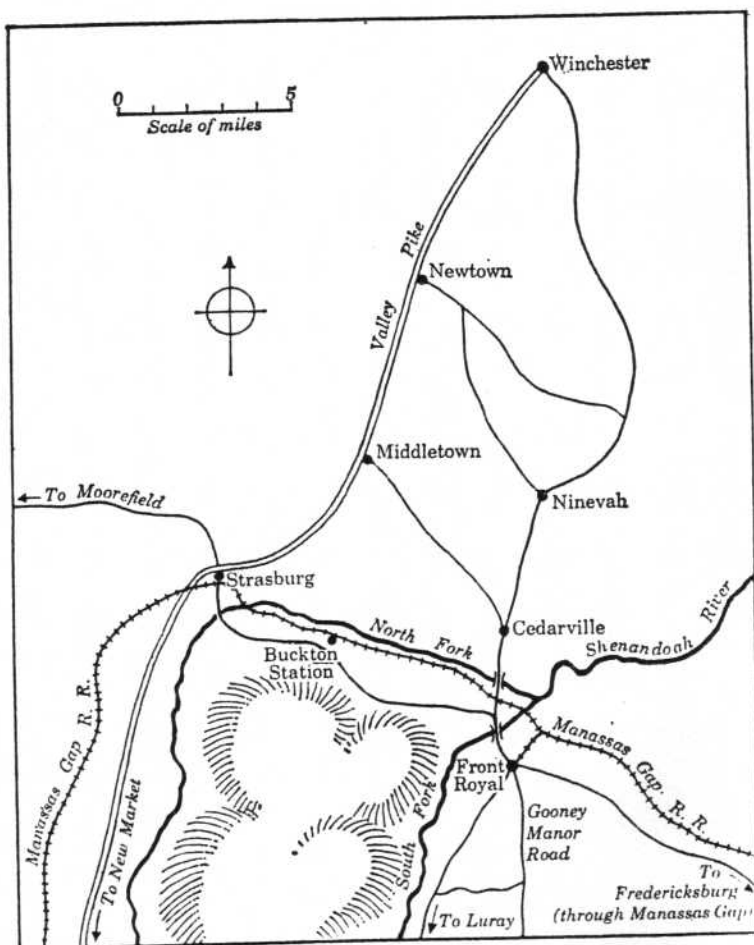 Winchester
0 5
Scale of miles
Pike
Newtown
Valley
Middletown
← To Moorefield
Ninevah
Strasburg
Cedarville
North
Fork
River
Shenandoah
Buckton
Station
Manassas Gap R. R.
Manassas Gap. R. R.
Front
Royal
Gooney
Manor
Road
South Fork
To New Market
To Luray
To
Fredericksburg
(through Manassas Gap)